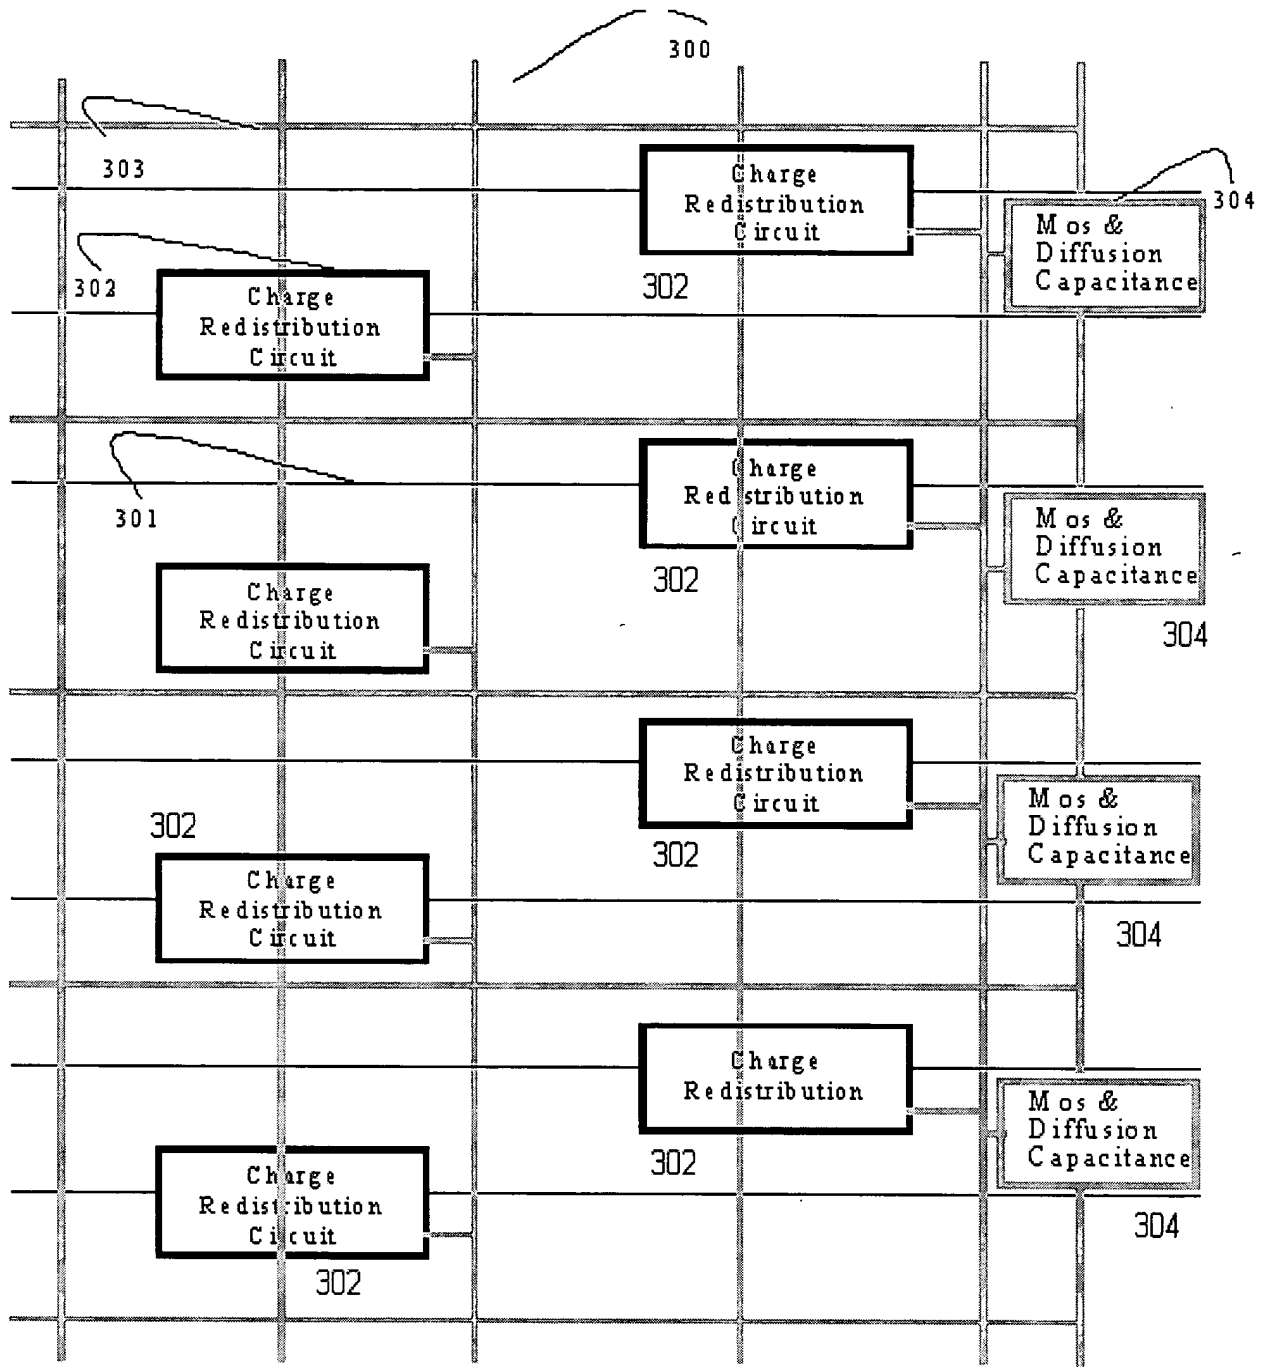 300
303
Charge
Redistribution
Circuit
304
Mos &
Diffusion
Capacitance
302
302
Charge
Redistribution
Circuit
301
Charge
Redistribution
Circuit
302
Mos &
Diffusion
Capacitance
304
Charge
Redistribution
Circuit
Charge
Redistribution
Circuit
302
Mos &
Diffusion
Capacitance
304
302
Charge
Redistribution
Circuit
Charge
Redistribution
302
Mos &
Diffusion
Capacitance
304
Charge
Redistribution
Circuit
302